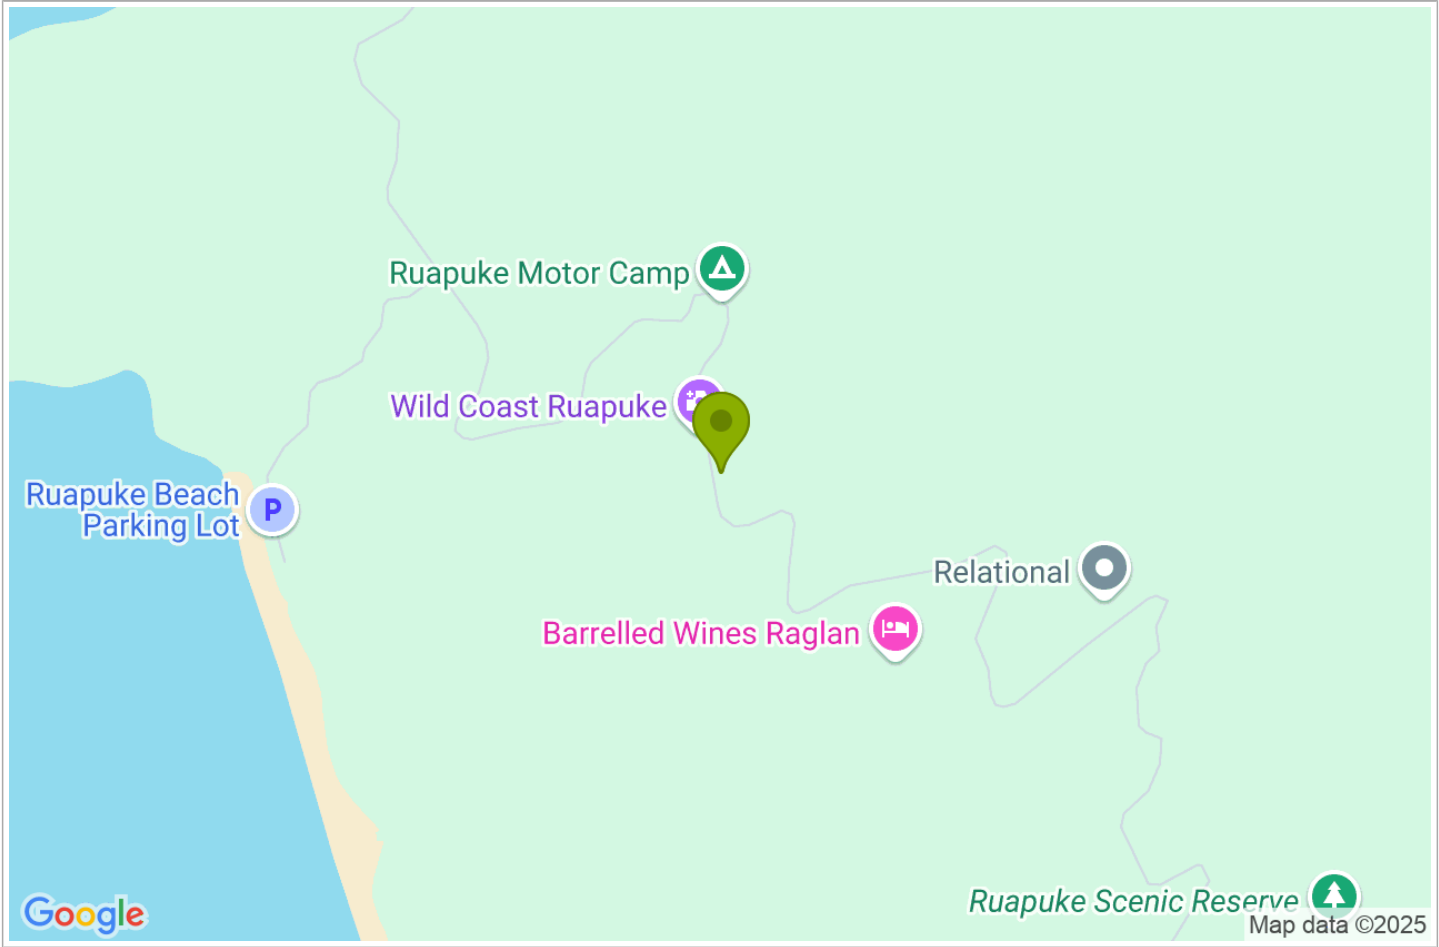 Ruapuke Motor Camp
Wild Coast Ruapuke
Ruapuke Beach
Parking Lot
P
Relational
Barrelled Wines Raglan
Ruapuke Scenic Reserve
Google
Map data ©2025